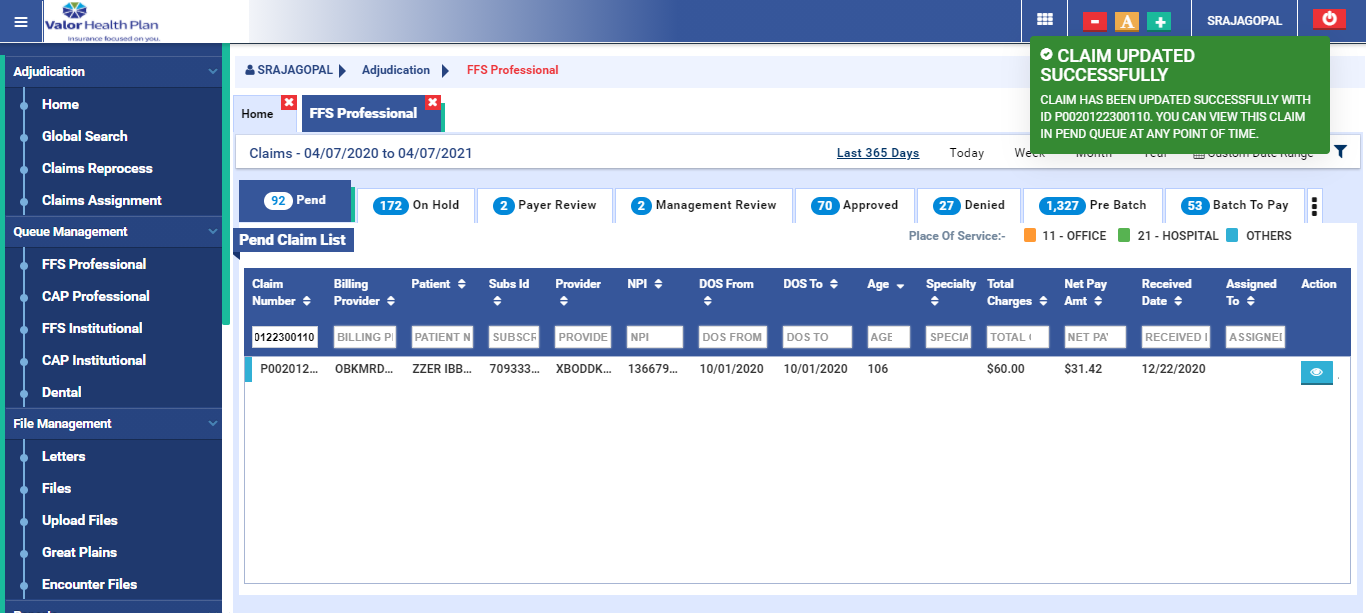 Valor Health Plan
Insurance focused on you.
A
SRAJAGOPAL
CLAIM UPDATED
SUCCESSFULLY
CLAIM HAS BEEN UPDATED SUCCESSFULLY WITH
ID P0020122300110. YOU CAN VIEW THIS CLAIM
IN PEND QUEUE AT ANY POINT OF TIME.
Adjudication
Home
Global Search
Claims Reprocess
Claims Assignment
Queue Management
FFS Professional
CAP Professional
FFS Institutional
CAP Institutional
Dental
File Management
Letters
Files
Upload Files
Great Plains
Encounter Files
SRAJAGOPAL Adjudication FFS Professional
Home FFS Professional
Claims - 04/07/2020 to 04/07/2021 Last 365 Days Today Week Month Year Custom Date Range
92 Pend 172 On Hold 2 Payer Review 2 Management Review 70 Approved 27 Denied 1,327 Pre Batch 53 Batch To Pay
Pend Claim List Place Of Service:- 11 - OFFICE 21 - HOSPITAL OTHERS
Claim Billing Patient Subs Id Provider NPI DOS From DOS To Age Specialty Total Net Pay Received Assigned Action
Number Provider Charges Amt Date To
0122300110 BILLING PATIENT N SUBSCR PROVIDE NPI DOS FROM DOS TO AGE SPECIA TOTAL NET PAY RECEIVED ASSIGNED
P002012... OBKMRD... ZZER IBB... 709333... XBODDK... 136679... 10/01/2020 10/01/2020 106 $60.00 $31.42 12/22/2020